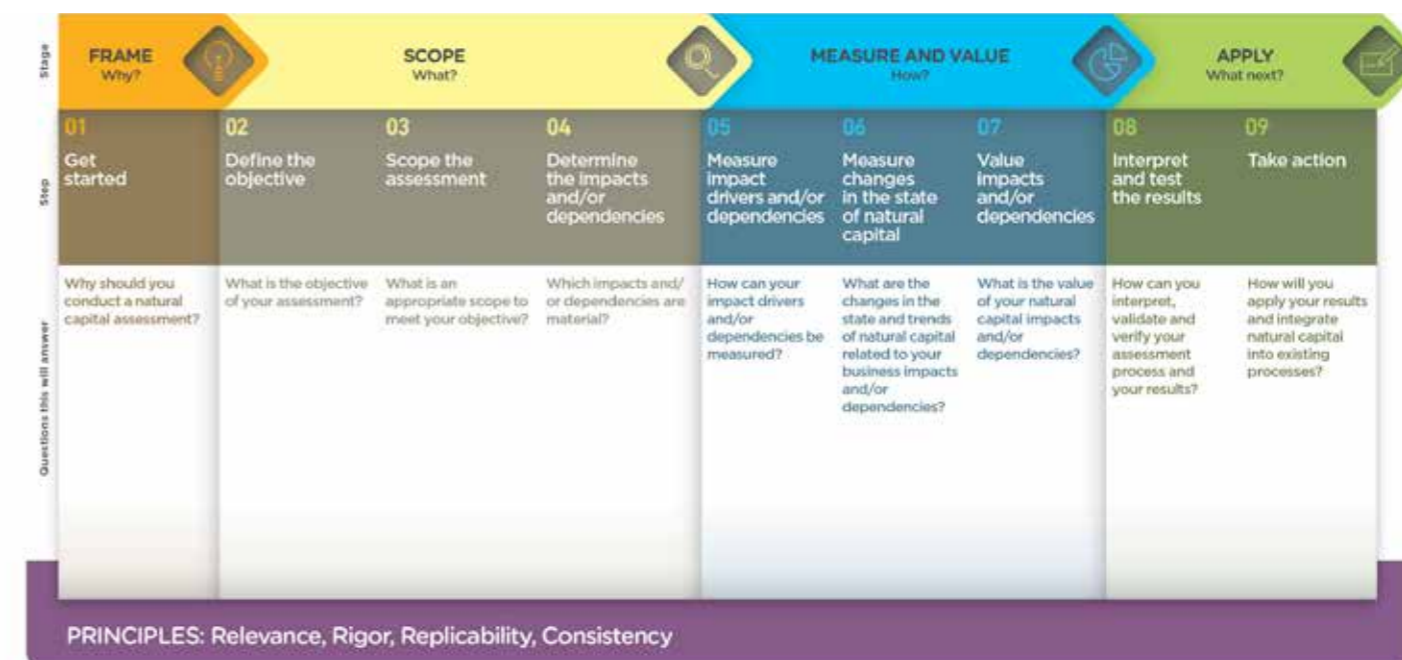 Stage
FRAME
Why?
SCOPE
What?
MEASURE AND VALUE
How?
APPLY
What next?
Step
01
Get
started
02
Define the
objective
03
Scope the
assessment
04
Determine
the impacts
and/or
dependencies
05
Measure
impact
drivers and/or
dependencies
06
Measure
changes
in the state
of natural
capital
07
Value
impacts
and/or
dependencies
08
Interpret
and test
the results
09
Take action
Questions this will answer
Why should you
conduct a natural
capital assessment?
What is the objective
of your assessment?
What is an
appropriate scope to
meet your objective?
Which impacts and/
or dependencies are
material?
How can your
impact drivers
and/or
dependencies be
measured?
What are the
changes in the
state and trends
of natural capital
related to your
business impacts
and/or
dependencies?
What is the value
of your natural
capital impacts
and/or
dependencies?
How can you
interpret,
validate and
verify your
assessment
process and
your results?
How will you
apply your results
and integrate
natural capital
into existing
processes?
PRINCIPLES: Relevance, Rigor, Replicability, Consistency